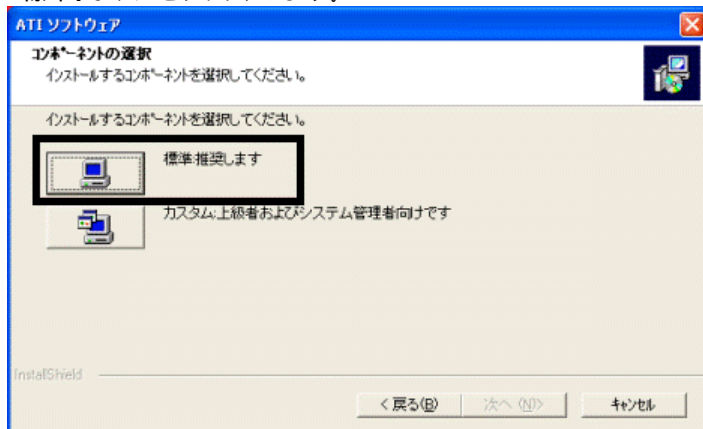 ATI ソフトウェア
コンポーネントの選択
インストールするコンポーネントを選択してください。
インストールするコンポーネントを選択してください。
標準:推奨します
カスタム:上級者およびシステム管理者向けです
InstallShield
< 戻る(B)
次へ (N)>
キャンセル